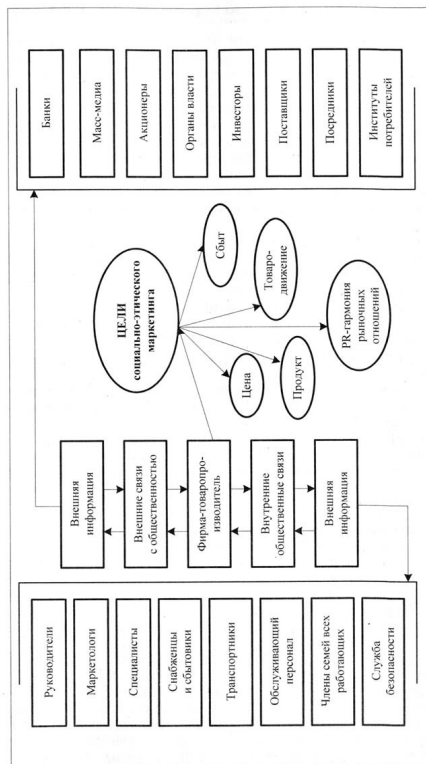 Руководители
Маркетологи
Специалисты
Снабженцы
и сбытовики
Транспортники
Обслуживающий
персонал
Члены семей всех
работающих
Служба
безопасности
Внешняя
информация
Внешние связи
с общественностью
Фирма-товаропро-
изводитель
Внутренние
общественные связи
Внешняя
информация
ЦЕЛИ
социально-этического
маркетинга
Цена
Продукт
PR-гармония
рыночных
отношений
Товаро-
движение
Сбыт
Банки
Масс-медиа
Акционеры
Органы власти
Инвесторы
Поставщики
Посредники
Институты
потребителей